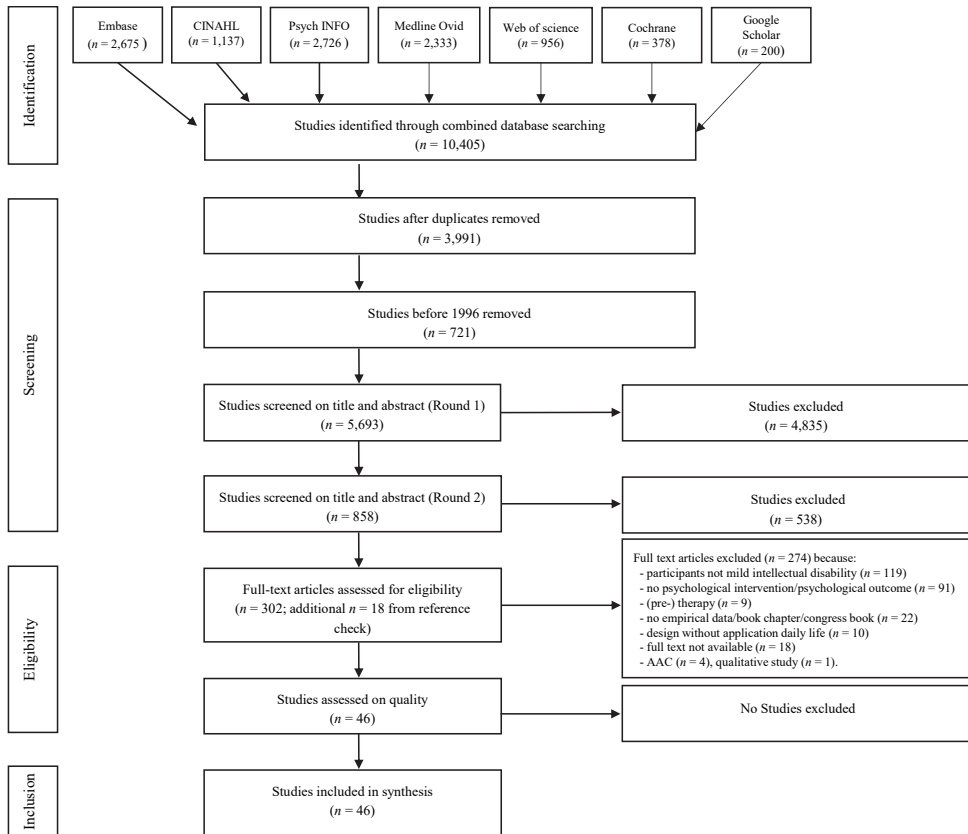 Identification
Embase
(n = 2,675 )
CINAHL
(n = 1,137)
Psych INFO
(n = 2,726 )
Medline Ovid
(n = 2,333)
Web of science
(n = 956)
Cochrane
(n = 378)
Google
Scholar
(n = 200)
Studies identified through combined database searching
(n = 10,405)
Screening
Studies after duplicates removed
(n = 3,991)
Studies before 1996 removed
(n = 721)
Studies screened on title and abstract (Round 1)
(n = 5,693)
Studies excluded
(n = 4,835)
Studies screened on title and abstract (Round 2)
(n = 858)
Studies excluded
(n = 538)
Eligibility
Full-text articles assessed for eligibility
(n = 302; additional n = 18 from reference
check)
Full text articles excluded (n = 274) because:
- participants not mild intellectual disability (n = 119)
- no psychological intervention/psychological outcome (n = 91)
- (pre-) therapy (n = 9)
- no empirical data/book chapter/congress book (n = 22)
- design without application daily life (n = 10)
- full text not available (n = 18)
- AAC (n = 4), qualitative study (n = 1).
Studies assessed on quality
(n = 46)
No Studies excluded
Inclusion
Studies included in synthesis
(n = 46)